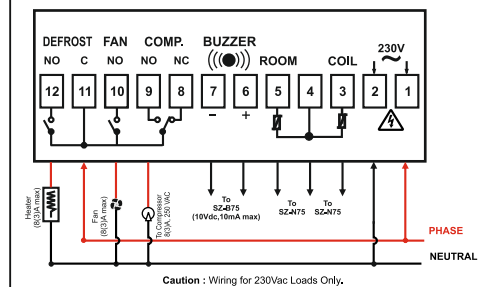 DEFROST FAN COMP. BUZZER 230V
NO C NO NO NC ROOM COIL
12 11 10 9 8 7 6 5 4 3 2 1
– +
Heater
(8(3)A max)
Fan
(8(3)A max)
To Compressor
8(3)A, 250 VAC
To
SZ-B75
(10Vdc,10mA max)
To
SZ-N75
To
SZ-N75
PHASE
NEUTRAL
Caution : Wiring for 230Vac Loads Only.